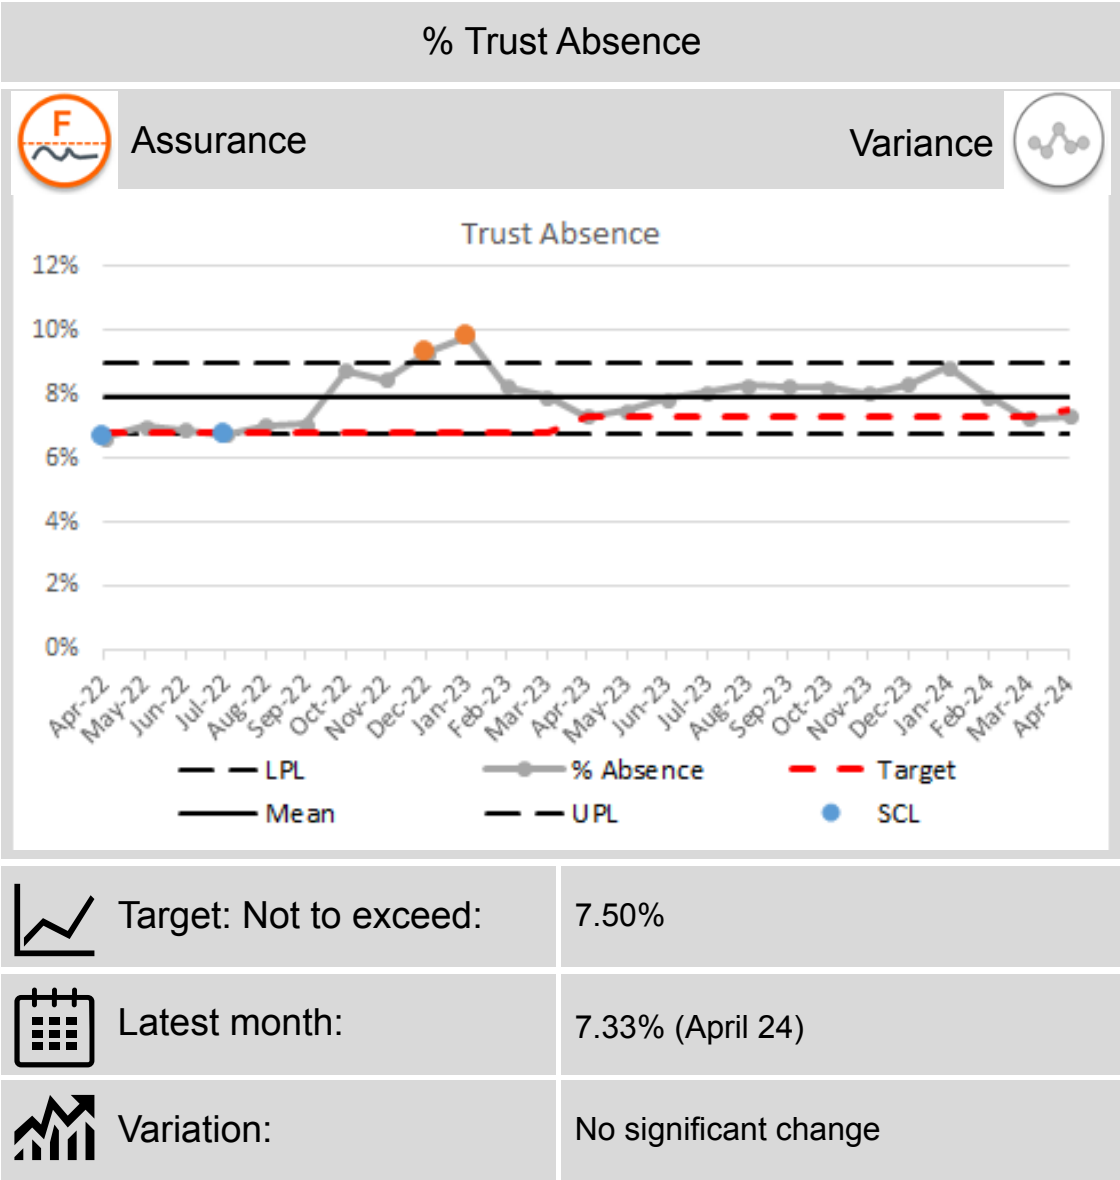 % Trust Absence
F
Assurance
Variance
Trust Absence
12%
10%
8%
6%
4%
2%
0%
Apr-22 May-22 Jun-22 Jul-22 Aug-22 Sep-22 Oct-22 Nov-22 Dec-22 Jan-23 Feb-23 Mar-23 Apr-23 May-23 Jun-23 Jul-23 Aug-23 Sep-23 Oct-23 Nov-23 Dec-23 Jan-24 Feb-24 Mar-24 Apr-24
LPL % Absence Target
Mean UPL SCL
Target: Not to exceed: 7.50%
Latest month: 7.33% (April 24)
Variation: No significant change